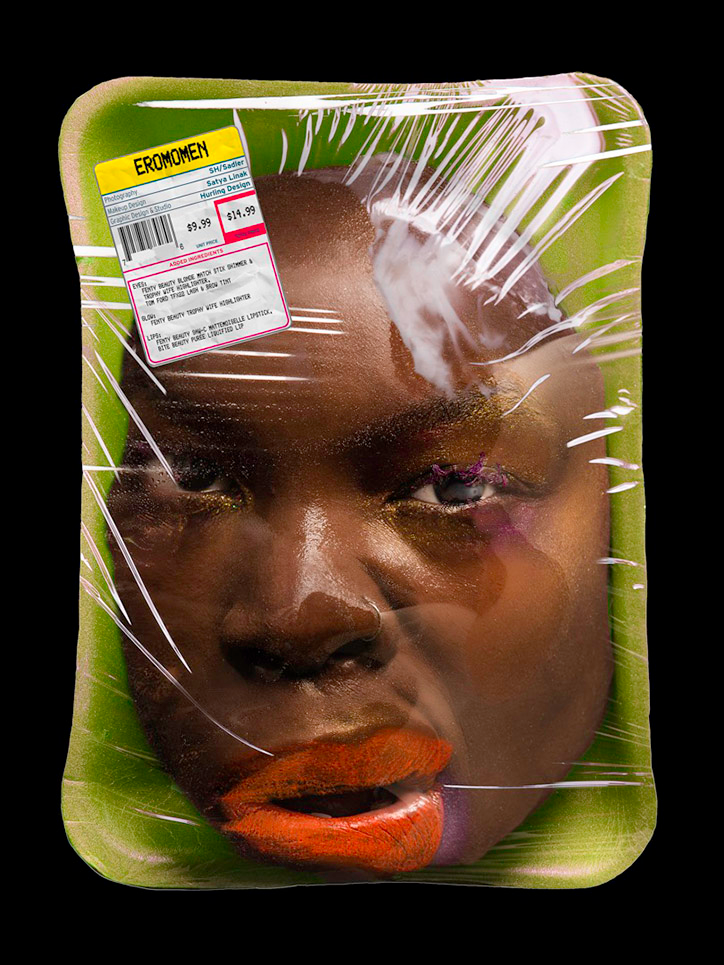 EROMOMEN
Photography SH/Sadler
Makeup Design Satya Linak
Graphic Design & Studio Hurling Design
7 6 $9.99 $14.99
UNIT PRICE
ADDED INGREDIENTS
EYES:
FENTY BEAUTY BLONDE MATCH STIX SHIMMER &
TROPHY WIFE HIGHLIGHTER,
TOM FORD LASH & BROW TINT
GLOW:
FENTY BEAUTY TROPHY WIFE HIGHLIGHTER
LIPS:
FENTY BEAUTY MATTEMOISELLE LIPSTICK,
BITE BEAUTY PUREE LIQUIFIED LIP